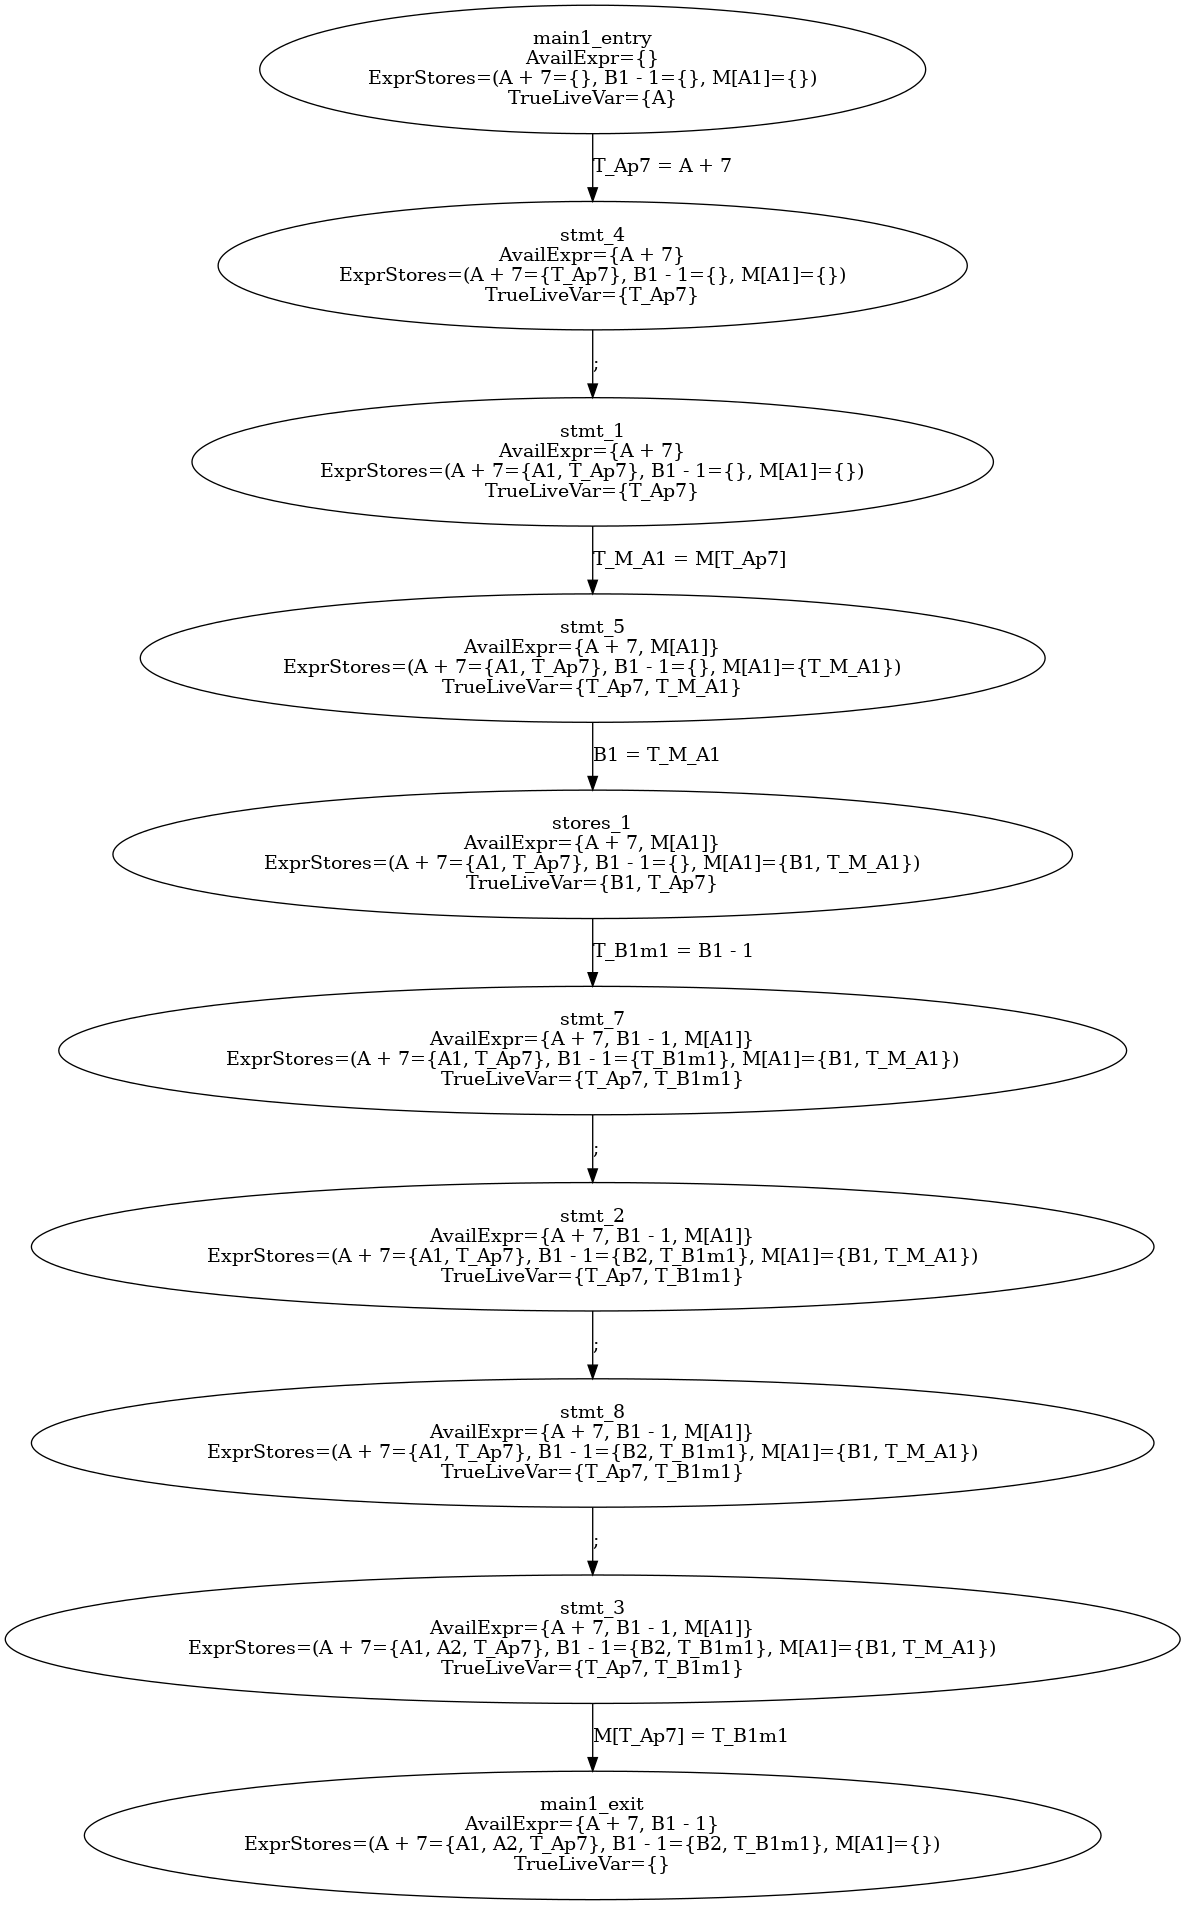 main1_entry
AvailExpr={}
ExprStores=(A + 7={}, B1 - 1={}, M[A1]={})
TrueLiveVar={A}
T_Ap7 = A + 7
stmt_4
AvailExpr={A + 7}
ExprStores=(A + 7={T_Ap7}, B1 - 1={}, M[A1]={})
TrueLiveVar={T_Ap7}
;
stmt_1
AvailExpr={A + 7}
ExprStores=(A + 7={A1, T_Ap7}, B1 - 1={}, M[A1]={})
TrueLiveVar={T_Ap7}
T_M_A1 = M[T_Ap7]
stmt_5
AvailExpr={A + 7, M[A1]}
ExprStores=(A + 7={A1, T_Ap7}, B1 - 1={}, M[A1]={T_M_A1})
TrueLiveVar={T_Ap7, T_M_A1}
B1 = T_M_A1
stores_1
AvailExpr={A + 7, M[A1]}
ExprStores=(A + 7={A1, T_Ap7}, B1 - 1={}, M[A1]={B1, T_M_A1})
TrueLiveVar={B1, T_Ap7}
T_B1m1 = B1 - 1
stmt_7
AvailExpr={A + 7, B1 - 1, M[A1]}
ExprStores=(A + 7={A1, T_Ap7}, B1 - 1={T_B1m1}, M[A1]={B1, T_M_A1})
TrueLiveVar={T_Ap7, T_B1m1}
;
stmt_2
AvailExpr={A + 7, B1 - 1, M[A1]}
ExprStores=(A + 7={A1, T_Ap7}, B1 - 1={B2, T_B1m1}, M[A1]={B1, T_M_A1})
TrueLiveVar={T_Ap7, T_B1m1}
;
stmt_8
AvailExpr={A + 7, B1 - 1, M[A1]}
ExprStores=(A + 7={A1, T_Ap7}, B1 - 1={B2, T_B1m1}, M[A1]={B1, T_M_A1})
TrueLiveVar={T_Ap7, T_B1m1}
;
stmt_3
AvailExpr={A + 7, B1 - 1, M[A1]}
ExprStores=(A + 7={A1, A2, T_Ap7}, B1 - 1={B2, T_B1m1}, M[A1]={B1, T_M_A1})
TrueLiveVar={T_Ap7, T_B1m1}
M[T_Ap7] = T_B1m1
main1_exit
AvailExpr={A + 7, B1 - 1}
ExprStores=(A + 7={A1, A2, T_Ap7}, B1 - 1={B2, T_B1m1}, M[A1]={})
TrueLiveVar={}